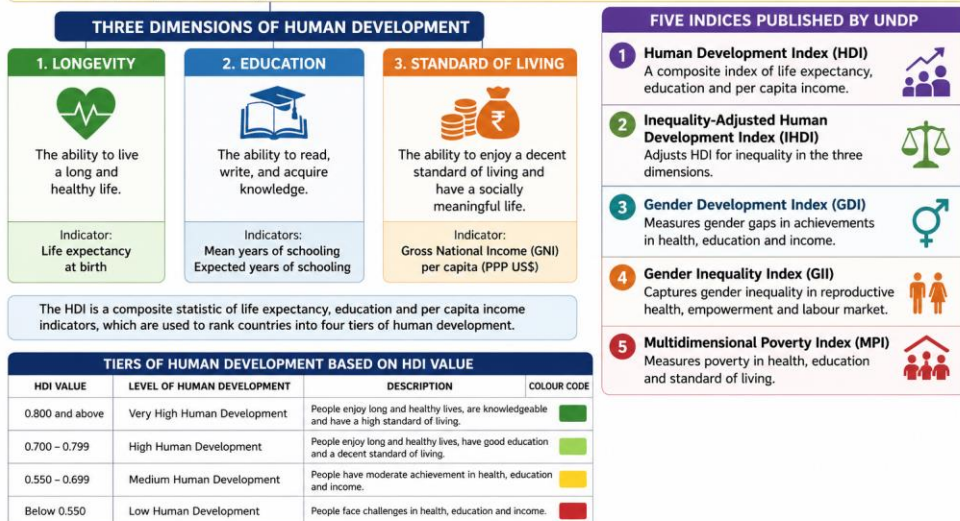 THREE DIMENSIONS OF HUMAN DEVELOPMENT
1. LONGEVITY
The ability to live
a long and
healthy life.
Indicator:
Life expectancy
at birth
2. EDUCATION
The ability to read,
write, and acquire
knowledge.
Indicators:
Mean years of schooling
Expected years of schooling
3. STANDARD OF LIVING
₹
The ability to enjoy a decent
standard of living and
have a socially
meaningful life.
Indicator:
Gross National Income (GNI)
per capita (PPP US$)
The HDI is a composite statistic of life expectancy, education and per capita income
indicators, which are used to rank countries into four tiers of human development.
TIERS OF HUMAN DEVELOPMENT BASED ON HDI VALUE
HDI VALUE LEVEL OF HUMAN DEVELOPMENT DESCRIPTION COLOUR CODE
0.800 and above Very High Human Development People enjoy long and healthy lives, are knowledgeable
and have a high standard of living.
0.700 – 0.799 High Human Development People enjoy long and healthy lives, have good education
and a decent standard of living.
0.550 – 0.699 Medium Human Development People have moderate achievement in health, education
and income.
Below 0.550 Low Human Development People face challenges in health, education and income.
FIVE INDICES PUBLISHED BY UNDP
1 Human Development Index (HDI)
A composite index of life expectancy,
education and per capita income.
2 Inequality-Adjusted Human
Development Index (IHDI)
Adjusts HDI for inequality in the three
dimensions.
3 Gender Development Index (GDI)
Measures gender gaps in achievements
in health, education and income.
4 Gender Inequality Index (GII)
Captures gender inequality in reproductive
health, empowerment and labour market.
5 Multidimensional Poverty Index (MPI)
Measures poverty in health, education
and standard of living.